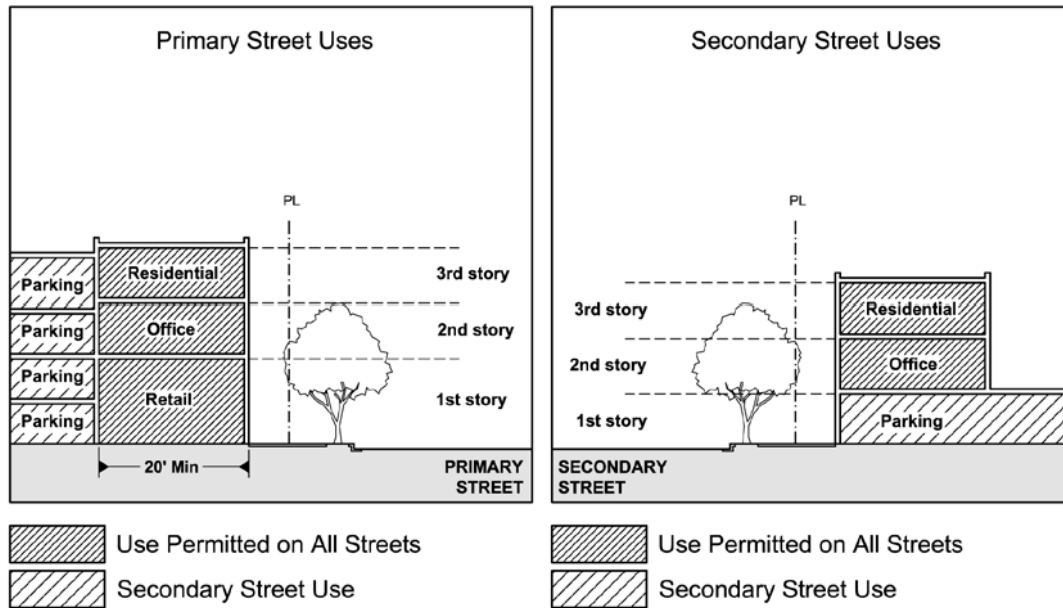 Primary Street Uses
PL
Residential
Parking
3rd story
Parking
Office
2nd story
Parking
Retail
1st story
Parking
20' Min
PRIMARY
STREET
Use Permitted on All Streets
Secondary Street Use
Secondary Street Uses
PL
3rd story
Residential
2nd story
Office
1st story
Parking
SECONDARY
STREET
Use Permitted on All Streets
Secondary Street Use